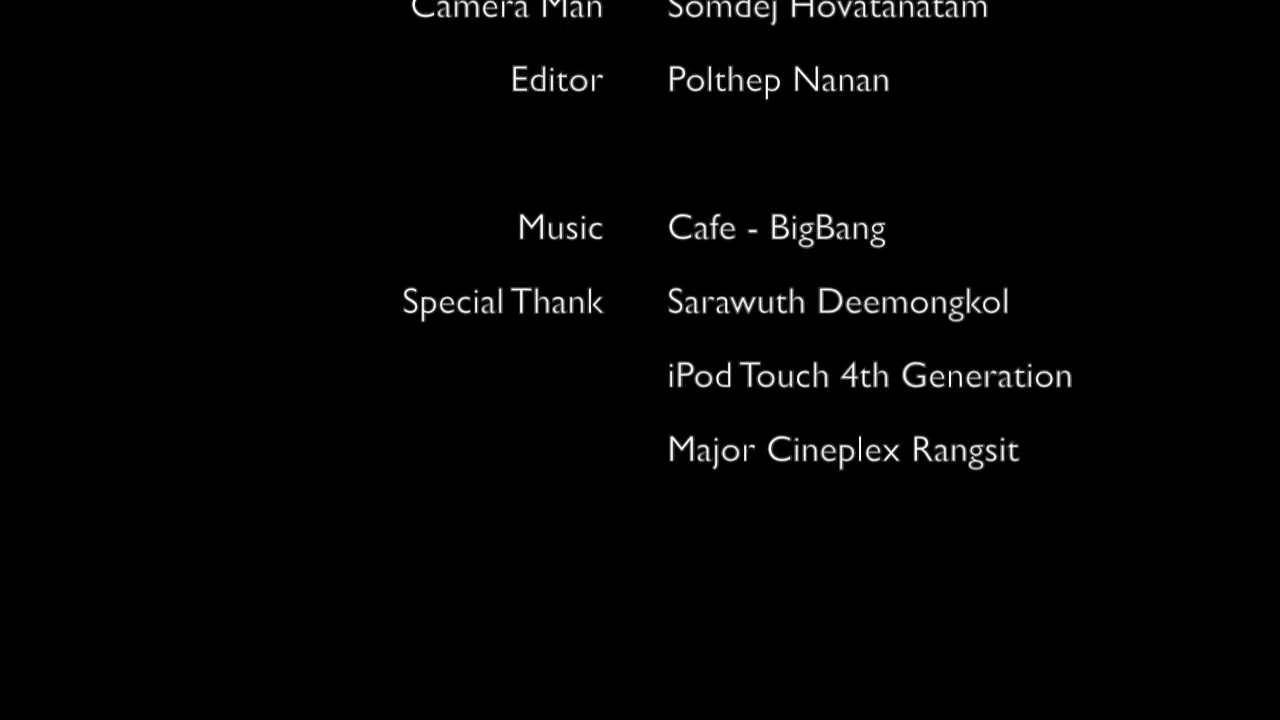 Camera Man Somdej Hovatanatam
Editor Polthep Nanan
Music Cafe - BigBang
Special Thank Sarawuth Deemongkol
iPod Touch 4th Generation
Major Cineplex Rangsit